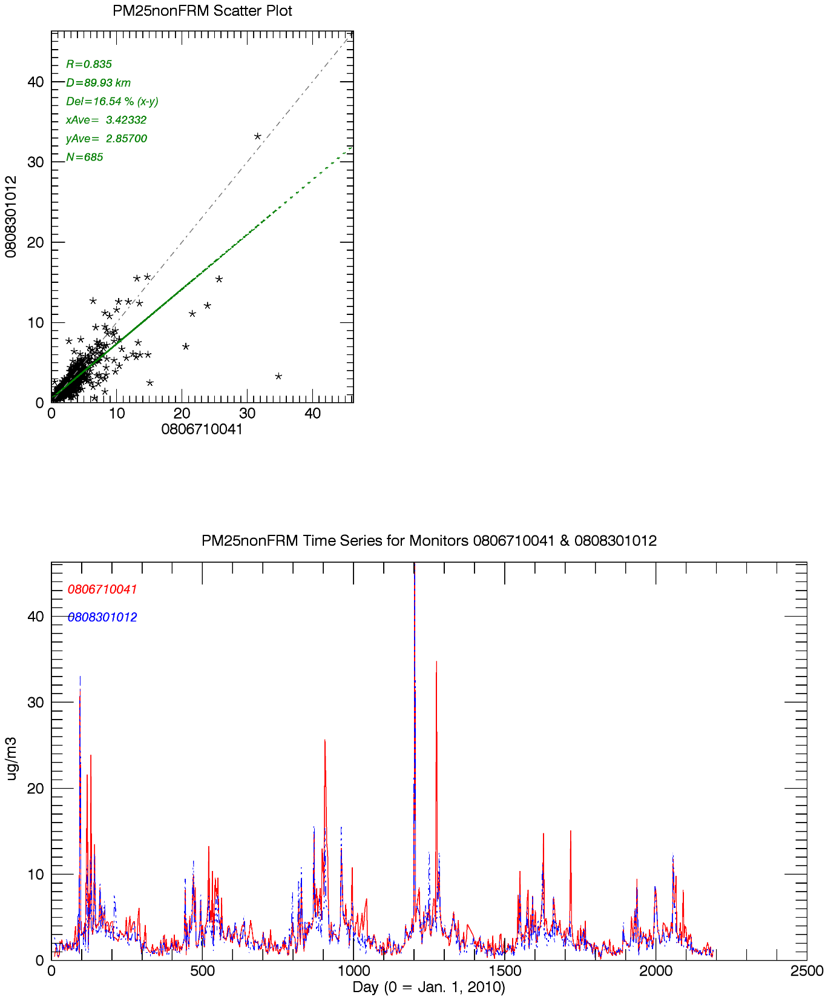 PM25nonFRM Scatter Plot
R=0.835
D=89.93 km
Del=16.54 % (x-y)
xAve= 3.42332
yAve= 2.85700
N=685
40
30
20
10
0
0808301012
0 10 20 30 40
0806710041
PM25nonFRM Time Series for Monitors 0806710041 & 0808301012
0806710041
0808301012
40
30
20
10
0
ug/m3
0 500 1000 1500 2000 2500
Day (0 = Jan. 1, 2010)